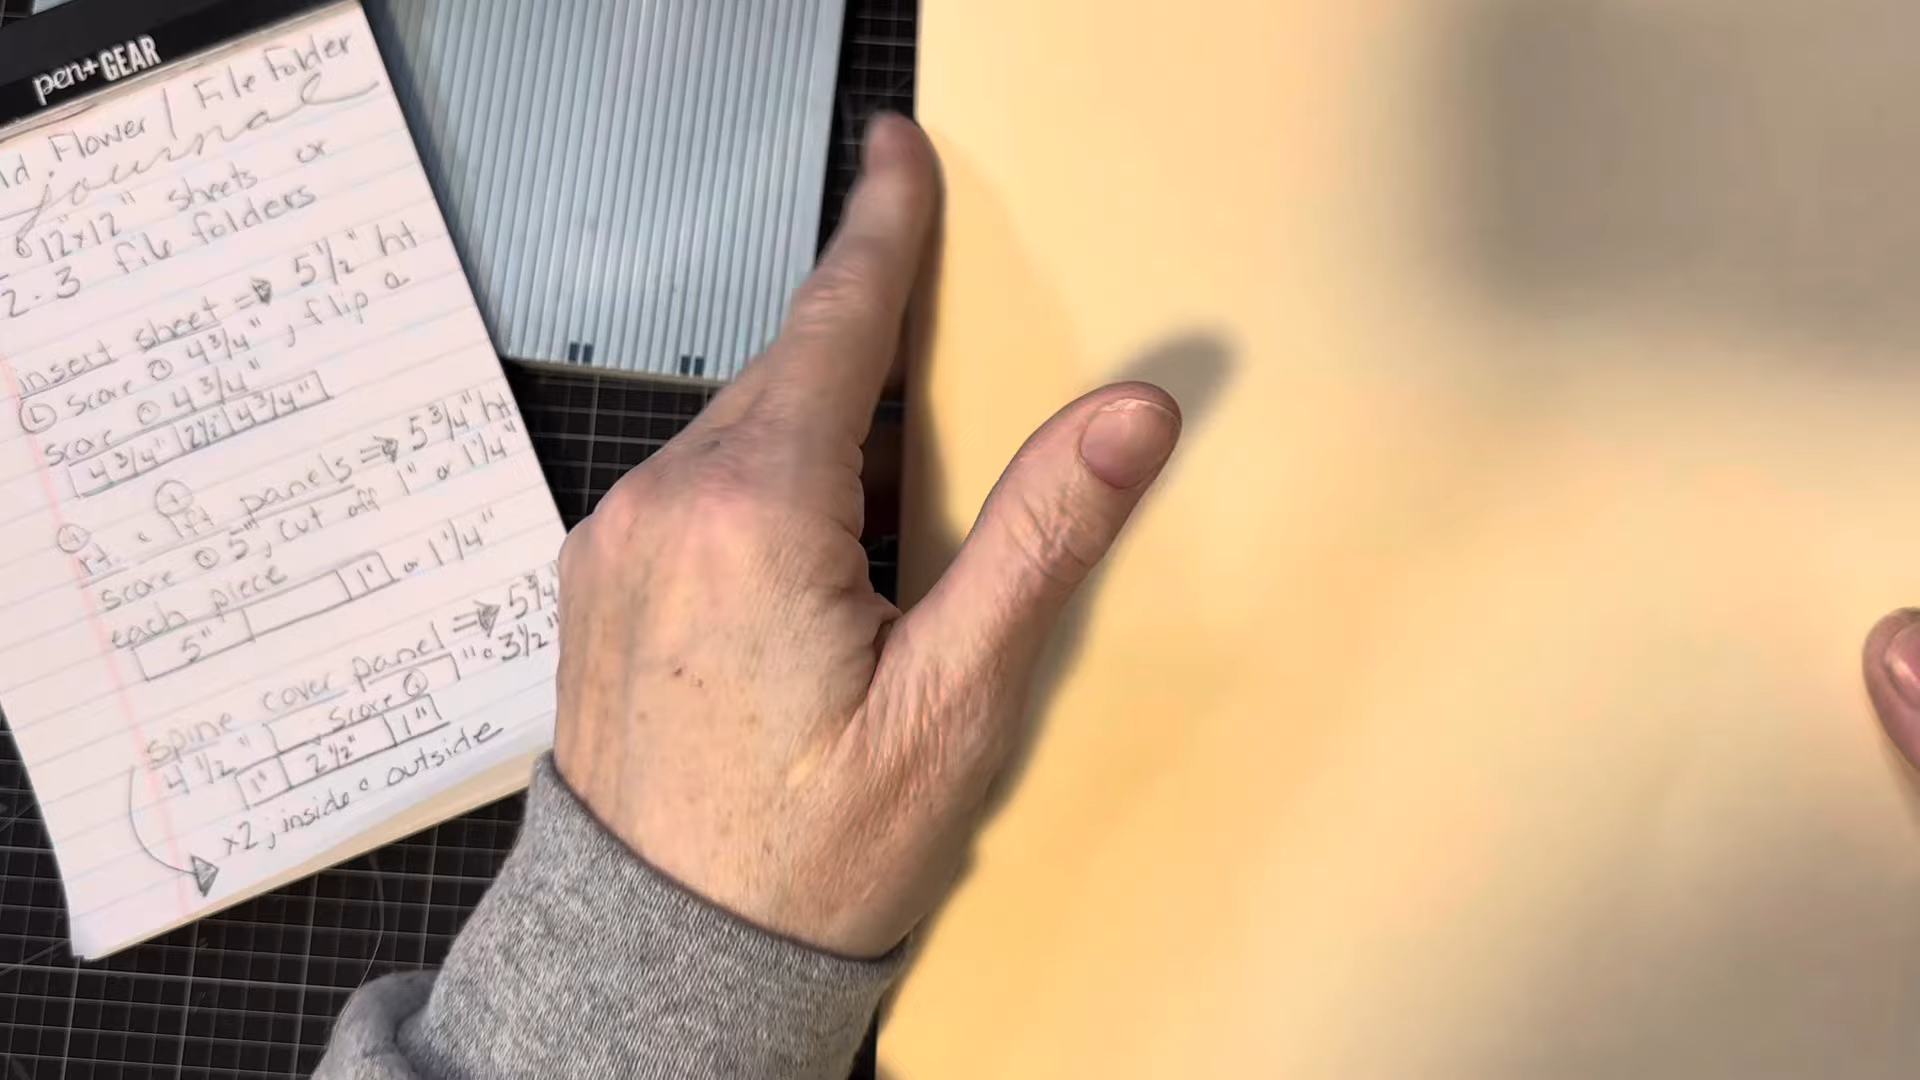 pen+GEAR
Flower / File Folder
journal
12"x12" sheets or
2-3 file folders
insert sheet ⇒ 5 1/2" ht.
score @ 4 3/4", flip a
score @ 4 3/4"
4 3/4" | 2 1/2 | 4 3/4"
rt. & lft panels ⇒ 5 3/4" ht
score @ 5", cut off 1" or 1 1/4"
each piece
5" 1" or 1 1/4"
spine cover panel ⇒ 5 3/4
4 1/2" score @ 1" & 3 1/2"
1" | 2 1/2" | 1"
x2; inside & outside